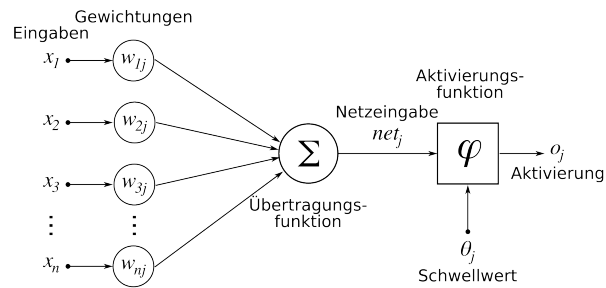 Gewichtungen
Eingaben
x₁ w₁ⱼ
x₂ w₂ⱼ
x₃ w₃ⱼ
⋮ ⋮
xₙ wₙⱼ
Σ
Übertragungs-
funktion
Netzeingabe
netⱼ
Aktivierungs-
funktion
φ
oⱼ
Aktivierung
θⱼ
Schwellwert